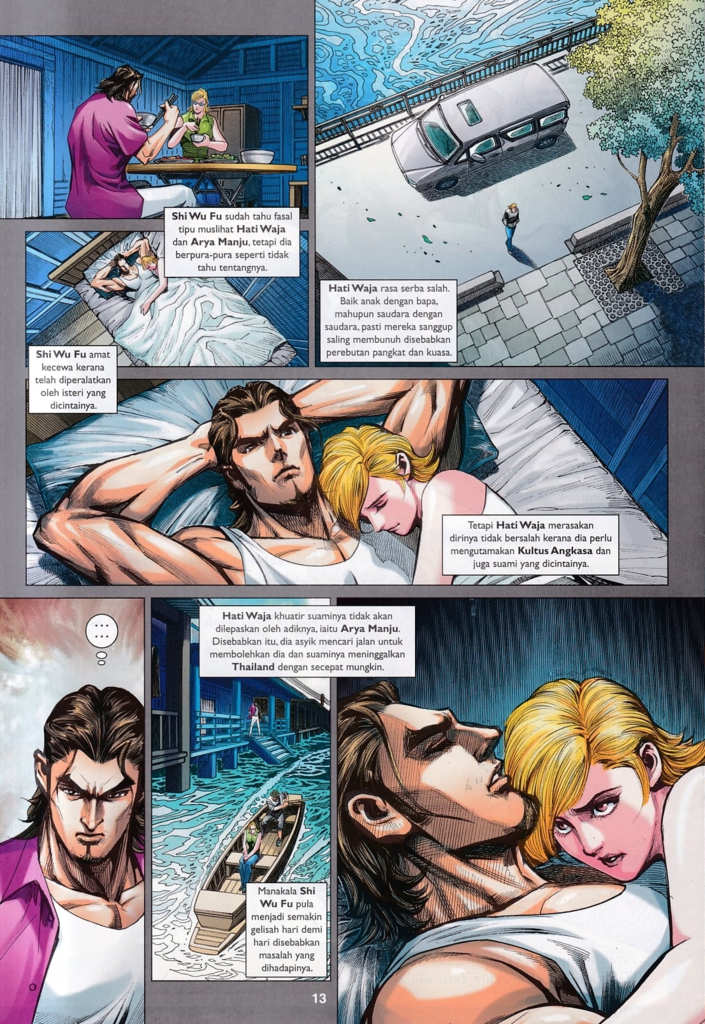 Shi Wu Fu sudah tahu fasal
tipu muslihat Hati Waja
dan Arya Manju, tetapi dia
berpura-pura seperti tidak
tahu tentangnya.
Hati Waja rasa serba salah.
Baik anak dengan bapa,
mahupun saudara dengan
saudara, pasti mereka sanggup
saling membunuh disebabkan
perebutan pangkat dan kuasa.
Shi Wu Fu amat
kecewa kerana
telah diperalatkan
oleh isteri yang
dicintainya.
Tetapi Hati Waja merasakan
dirinya tidak bersalah kerana dia perlu
mengutamakan Kultus Angkasa dan
juga suami yang dicintainya.
...
...
Hati Waja khuatir suaminya tidak akan
dilepaskan oleh adiknya, iaitu Arya Manju.
Disebabkan itu, dia asyik mencari jalan untuk
membolehkan dia dan suaminya meninggalkan
Thailand dengan secepat mungkin.
Manakala Shi
Wu Fu pula
menjadi semakin
gelisah hari demi
hari disebabkan
masalah yang
dihadapinya.
13